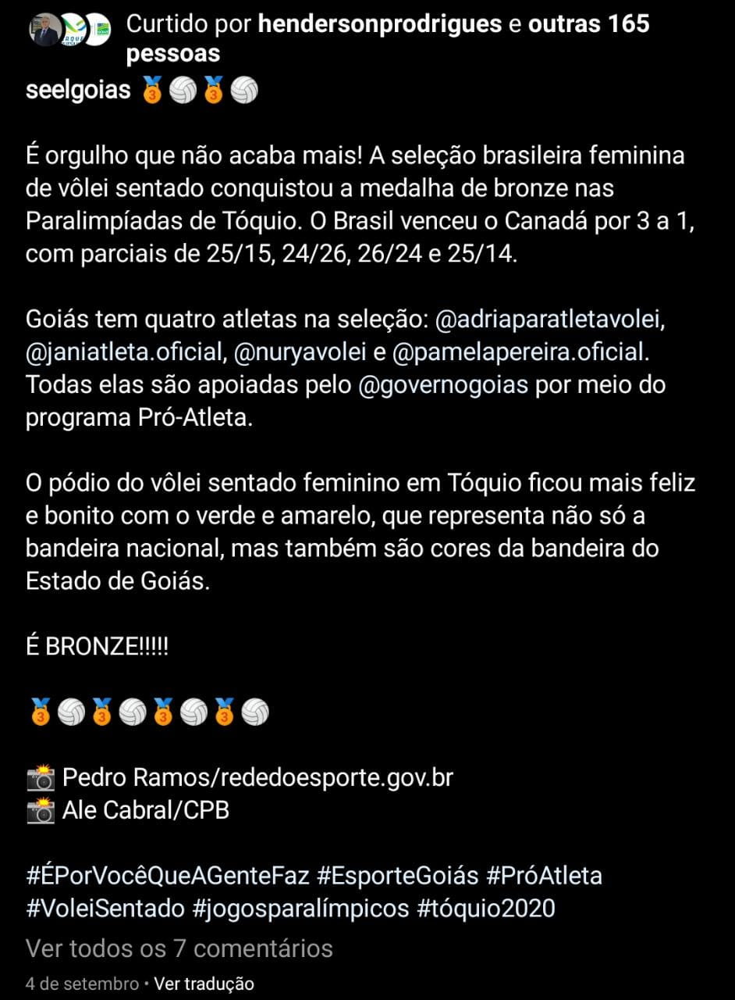 Curtido por hendersonprodrigues e outras 165
pessoas
seelgoias 🥉🏐🥉🏐
É orgulho que não acaba mais! A seleção brasileira feminina
de vôlei sentado conquistou a medalha de bronze nas
Paralimpíadas de Tóquio. O Brasil venceu o Canadá por 3 a 1,
com parciais de 25/15, 24/26, 26/24 e 25/14.
Goiás tem quatro atletas na seleção: @adriaparatletavolei,
@janiatleta.oficial, @nuryavolei e @pamelapereira.oficial.
Todas elas são apoiadas pelo @governogoias por meio do
programa Pró-Atleta.
O pódio do vôlei sentado feminino em Tóquio ficou mais feliz
e bonito com o verde e amarelo, que representa não só a
bandeira nacional, mas também são cores da bandeira do
Estado de Goiás.
É BRONZE!!!!!
🥉🏐🥉🏐🥉🏐🥉🏐
📸 Pedro Ramos/rededoesporte.gov.br
📸 Ale Cabral/CPB
#ÉPorVocêQueAGenteFaz #EsporteGoiás #PróAtleta
#VoleiSentado #jogosparalímpicos #tóquio2020
Ver todos os 7 comentários
4 de setembro • Ver tradução